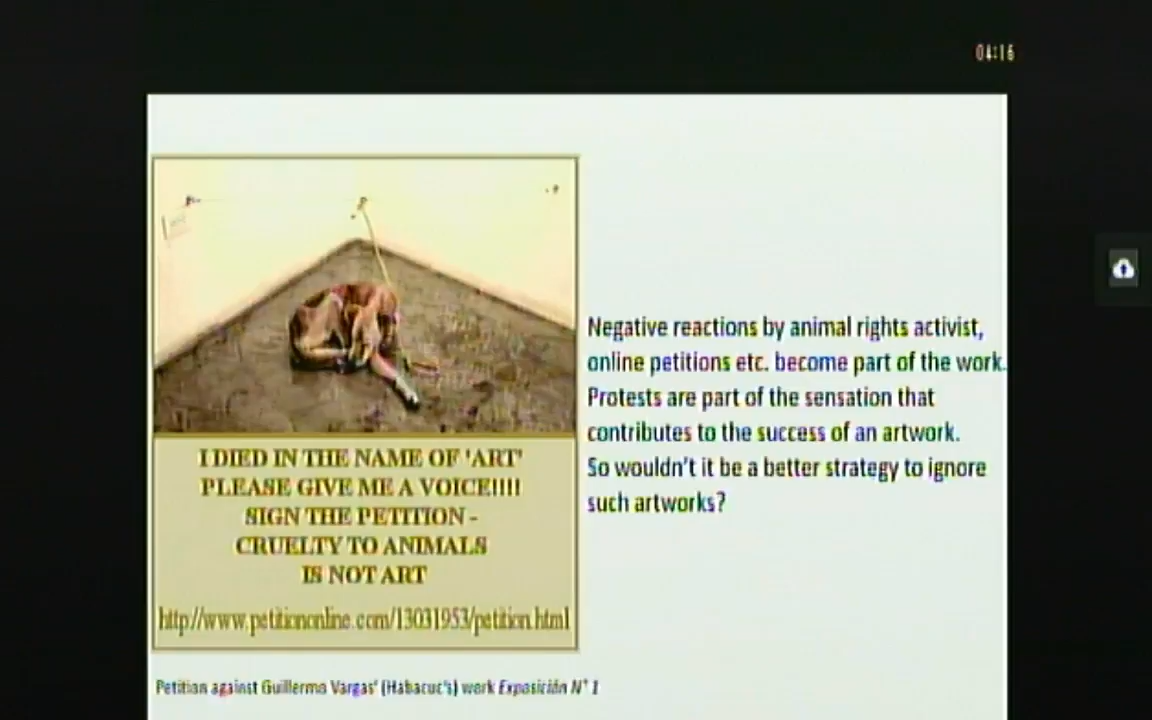 04:16
I DIED IN THE NAME OF 'ART'
PLEASE GIVE ME A VOICE!!!!
SIGN THE PETITION -
CRUELTY TO ANIMALS
IS NOT ART
http://www.petitiononline.com/13031953/petition.html
Petition against Guillermo Vargas' (Habacuc's) work Exposición N° 1
Negative reactions by animal rights activist,
online petitions etc. become part of the work.
Protests are part of the sensation that
contributes to the success of an artwork.
So wouldn't it be a better strategy to ignore
such artworks?